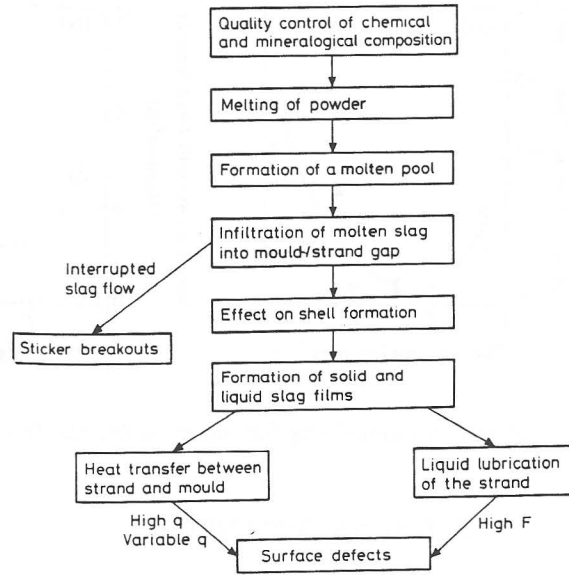 Quality control of chemical
and mineralogical composition
Melting of powder
Formation of a molten pool
Infiltration of molten slag
into mould/strand gap
Interrupted
slag flow
Effect on shell formation
Sticker breakouts
Formation of solid and
liquid slag films
Heat transfer between
strand and mould
Liquid lubrication
of the strand
High q
Variable q
High F
Surface defects